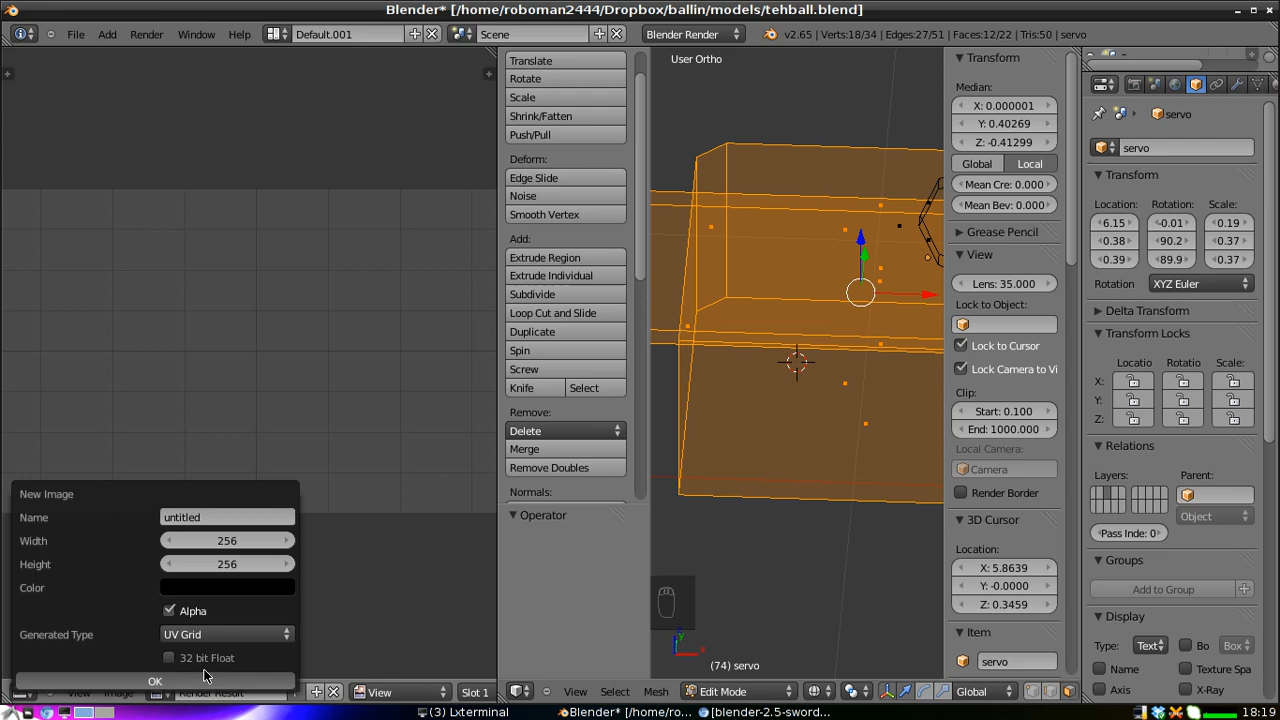 Blender* [/home/roboman2444/Dropbox/ballin/models/tehball.blend]
File Add Render Window Help Default.001 Scene Blender Render v2.65 | Verts:18/34 | Edges:27/51 | Faces:12/22 | Tris:50 | servo
Translate
Rotate
Scale
Shrink/Fatten
Push/Pull
Deform:
Edge Slide
Noise
Smooth Vertex
Add:
Extrude Region
Extrude Individual
Subdivide
Loop Cut and Slide
Duplicate
Spin
Screw
Knife Select
Remove:
Delete
Merge
Remove Doubles
Normals:
Operator
User Ortho
(74) servo
Transform
Median:
X: 0.000001
Y: 0.40269
Z: -0.41299
Global Local
Mean Cre: 0.000
Mean Bev: 0.000
Grease Pencil
View
Lens: 35.000
Lock to Object:
Lock to Cursor
Lock Camera to Vi
Clip:
Start: 0.100
End: 1000.000
Local Camera:
Camera
Render Border
3D Cursor
Location:
X: 5.8639
Y: -0.0000
Z: 0.3459
Item
servo
servo
servo
Transform
Location: Rotation: Scale:
6.15 -0.01 0.19
0.38 90.2 0.37
0.39 89.9 0.37
Rotation XYZ Euler
Delta Transform
Transform Locks
Locatio Rotatio Scale:
X:
Y:
Z:
Relations
Layers: Parent:
Object
Pass Inde: 0
Groups
Add to Group
Display
Type: Text Bo Box
Name Texture Spa
Axis X-Ray
New Image
Name untitled
Width 256
Height 256
Color
Alpha
Generated Type UV Grid
32 bit Float
OK
View Slot 1
View Select Mesh Edit Mode Global
(3) Lxterminal Blender* [/home/ro... [blender-2.5-sword... 18:19